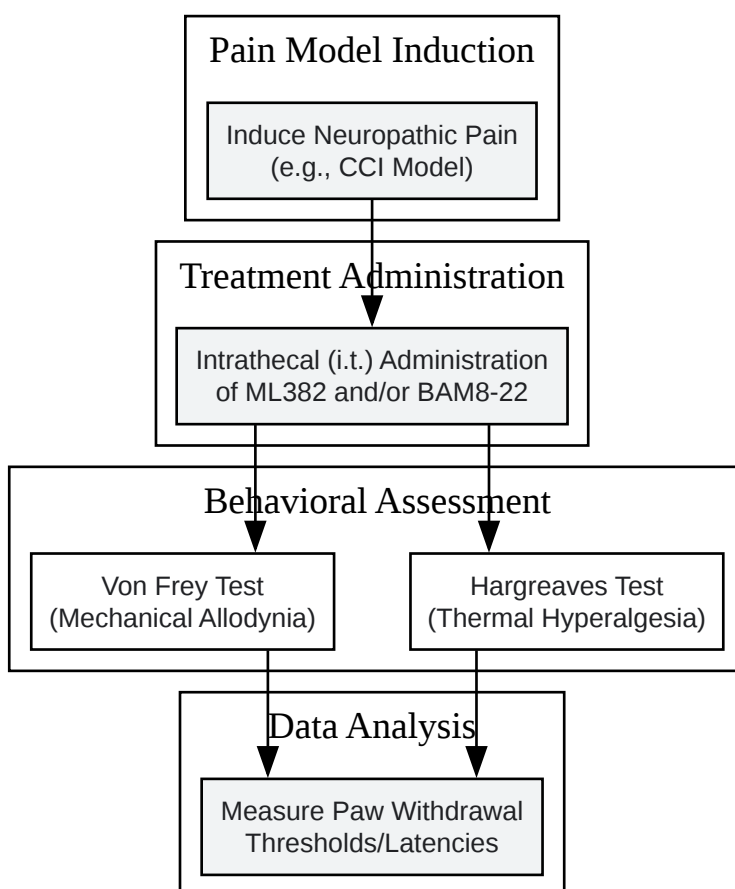 Pain Model Induction
Induce Neuropathic Pain
(e.g., CCI Model)
Treatment Administration
Intrathecal (i.t.) Administration
of ML382 and/or BAM8-22
Behavioral Assessment
Von Frey Test
(Mechanical Allodynia)
Hargreaves Test
(Thermal Hyperalgesia)
Data Analysis
Measure Paw Withdrawal
Thresholds/Latencies